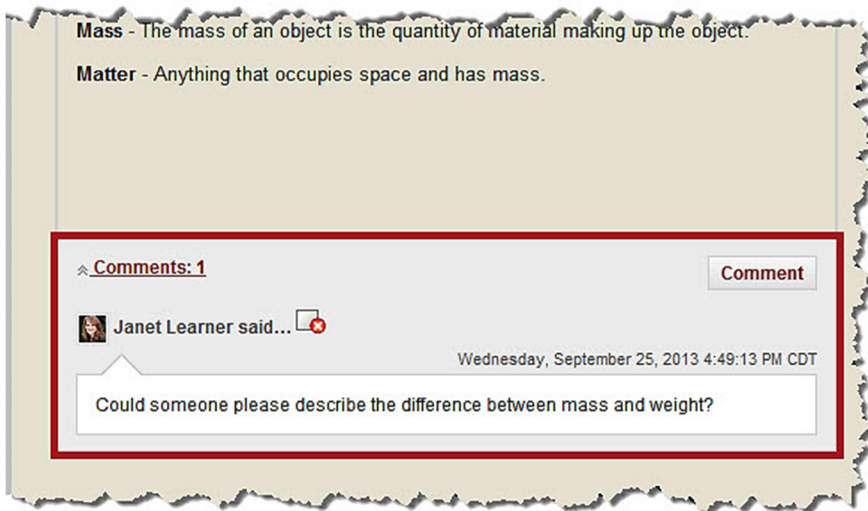 Mass - The mass of an object is the quantity of material making up the object.
Matter - Anything that occupies space and has mass.
Comments: 1
Comment
Janet Learner said...
Wednesday, September 25, 2013 4:49:13 PM CDT
Could someone please describe the difference between mass and weight?